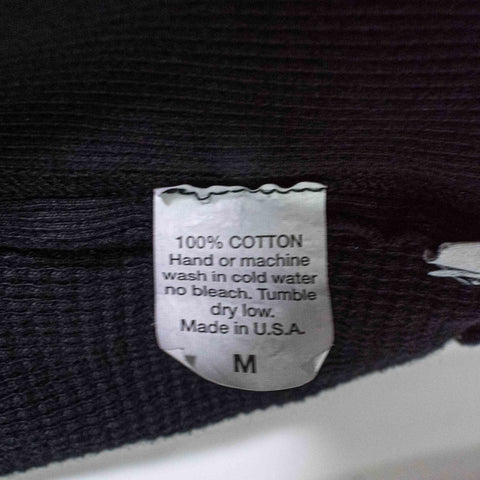 100% COTTON
Hand or machine
wash in cold water
no bleach. Tumble
dry low.
Made in U.S.A.
M